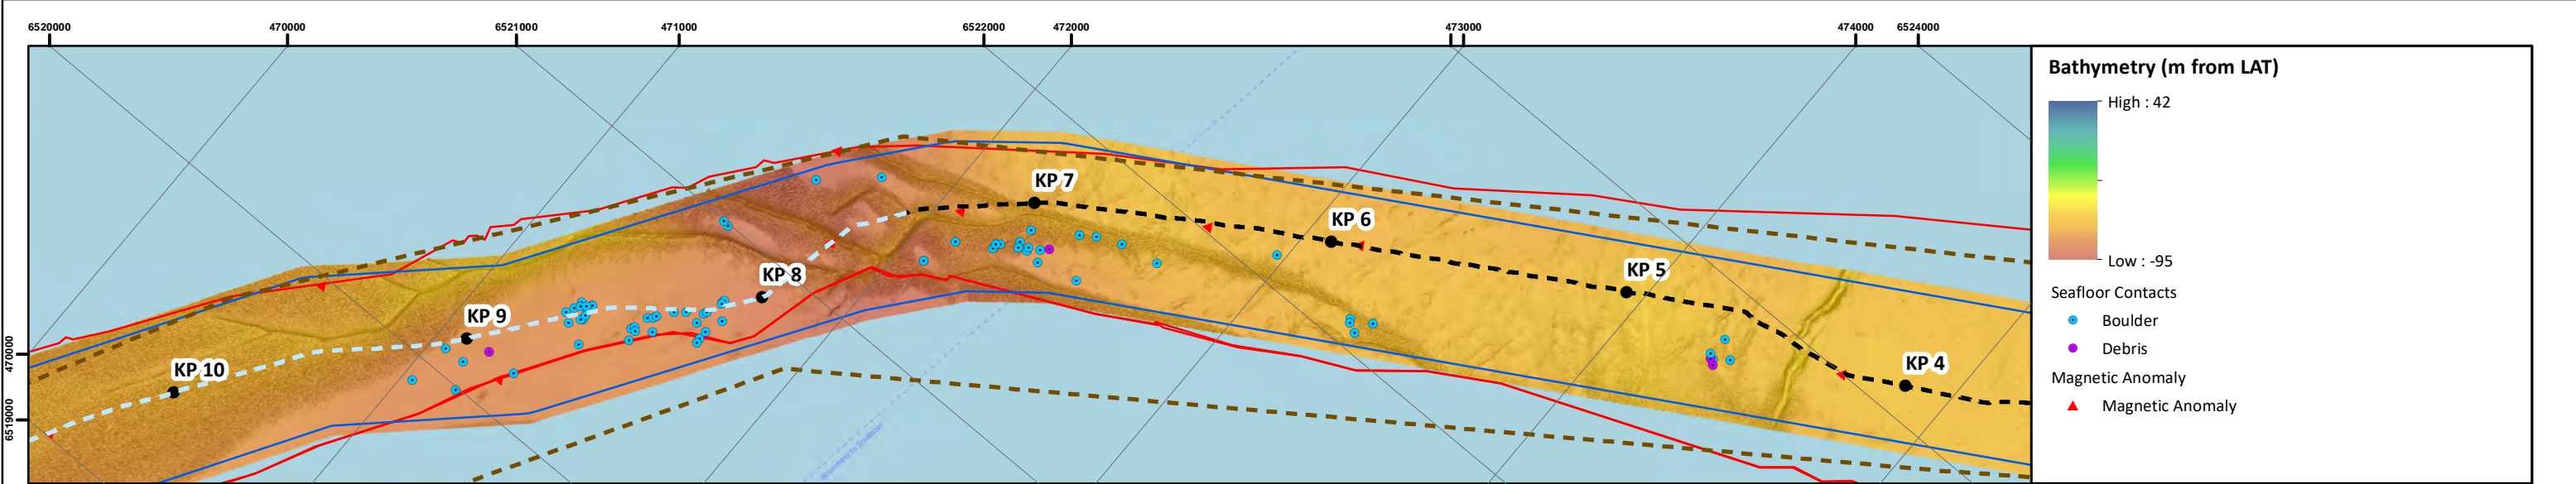 6520000 470000 6521000 471000 6522000 472000 473000 474000 6524000
Bathymetry (m from LAT)
High : 42
Low : -95
Seafloor Contacts
Boulder
Debris
Magnetic Anomaly
Magnetic Anomaly
KP 7
KP 6
KP 8
KP 5
KP 9
KP 10
KP 4
470000
6519000